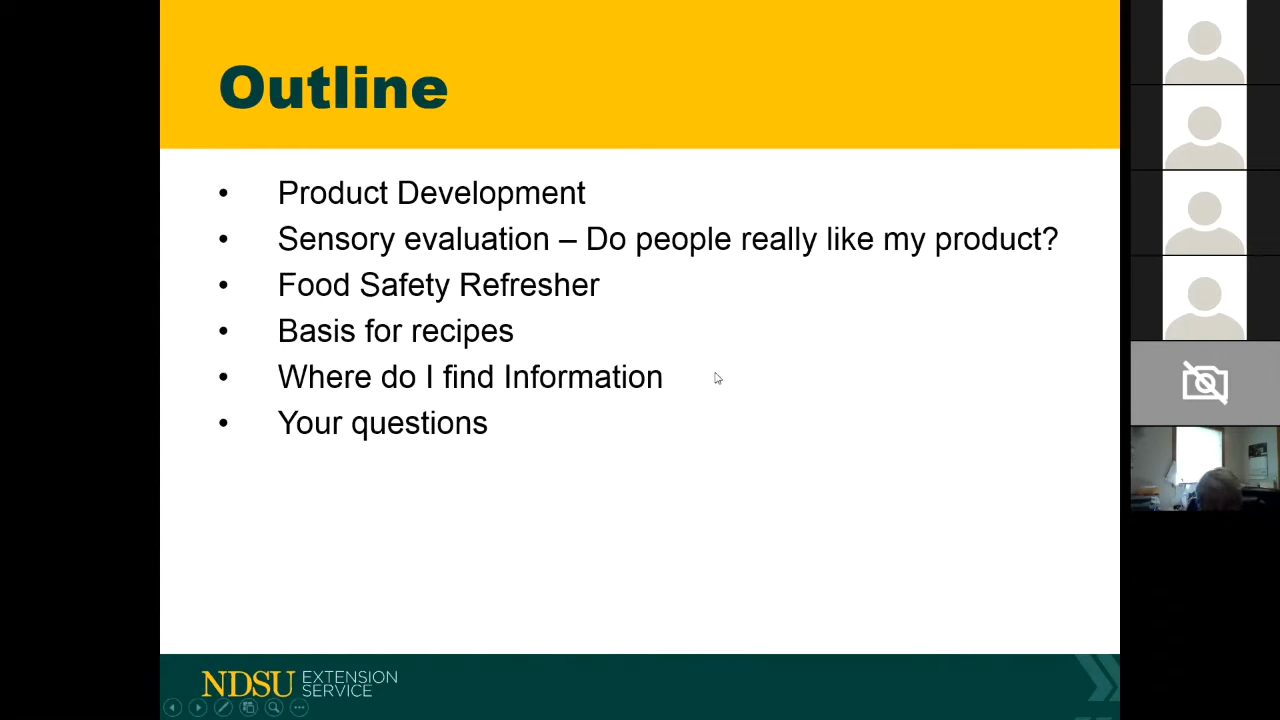 Outline
• Product Development
• Sensory evaluation – Do people really like my product?
• Food Safety Refresher
• Basis for recipes
• Where do I find Information
• Your questions
NDSU EXTENSION
SERVICE